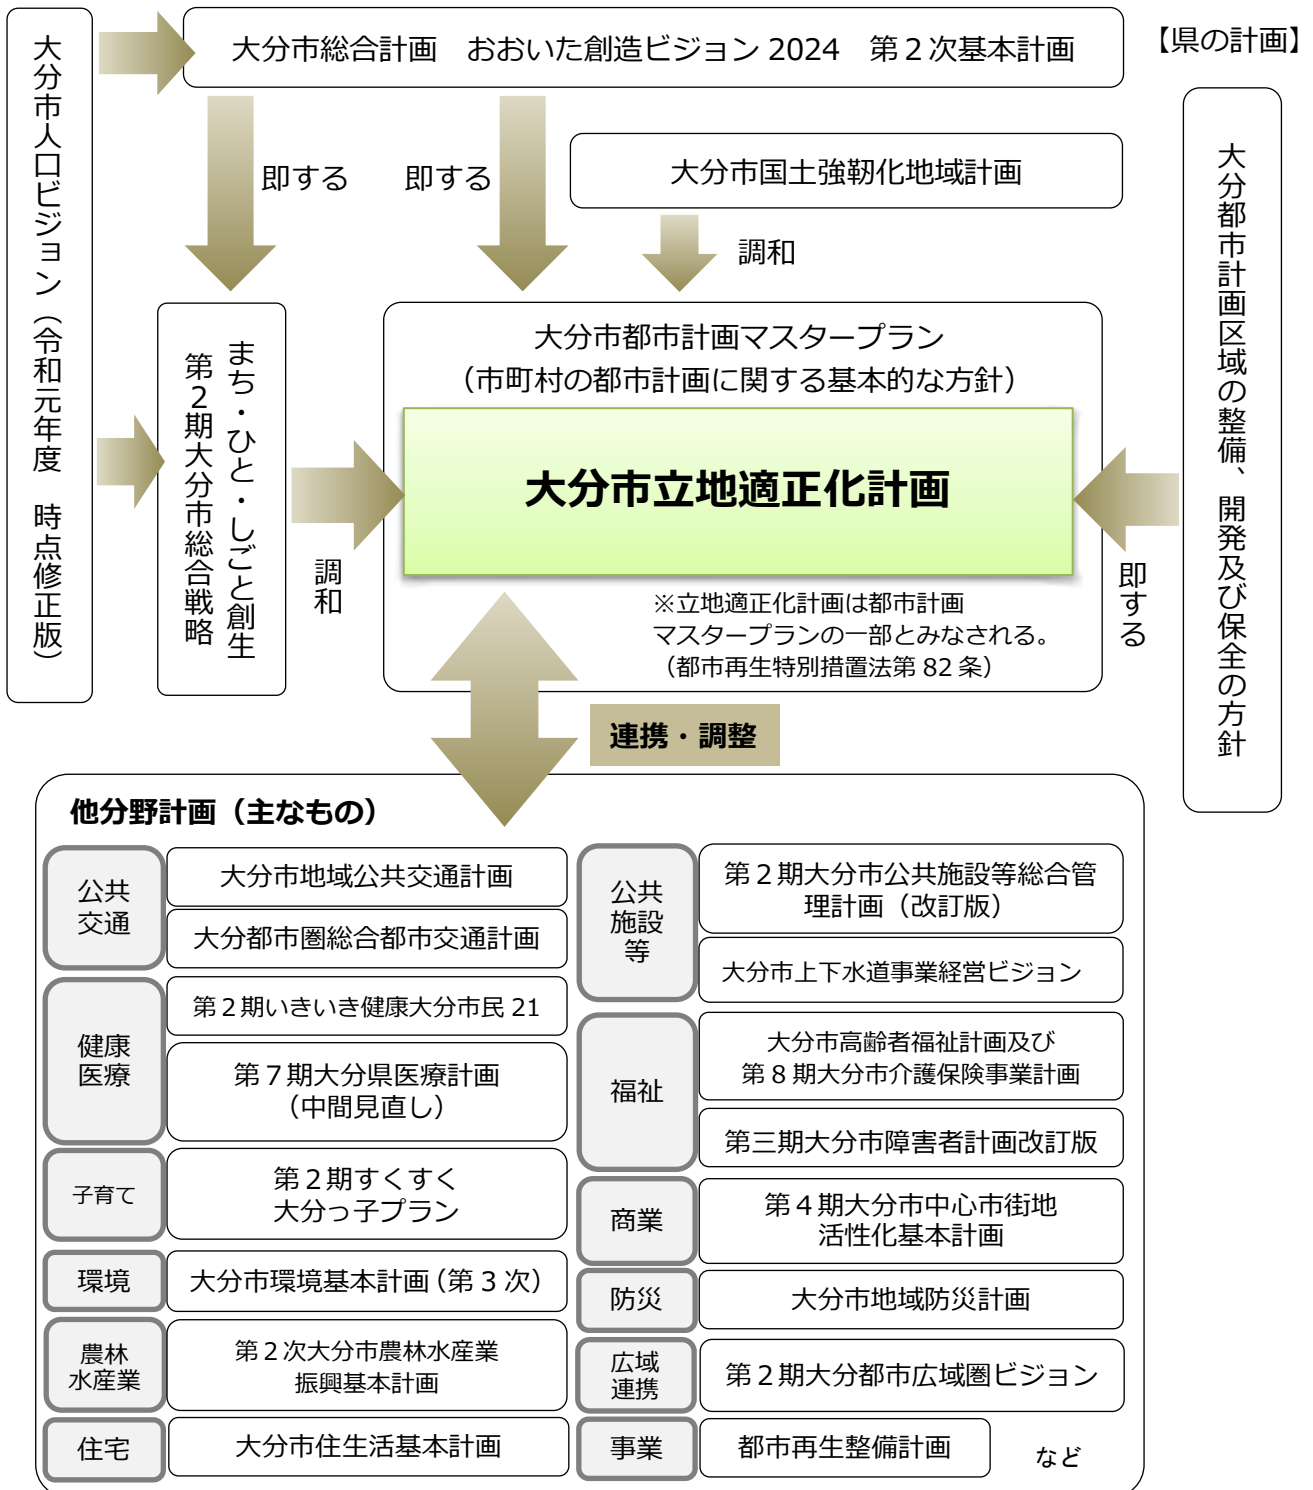 大分市人口ビジョン（令和元年度　時点修正版）
大分市総合計画　おおいた創造ビジョン 2024　第２次基本計画
【県の計画】
即する
即する
大分市国土強靭化地域計画
調和
大分都市計画区域の整備、開発及び保全の方針
まち・ひと・しごと創生
第２期大分市総合戦略
大分市都市計画マスタープラン
（市町村の都市計画に関する基本的な方針）
大分市立地適正化計画
調和
即する
※立地適正化計画は都市計画
マスタープランの一部とみなされる。
（都市再生特別措置法第 82 条）
連携・調整
他分野計画（主なもの）
公共
交通
大分市地域公共交通計画
大分都市圏総合都市交通計画
健康
医療
第２期いきいき健康大分市民 21
第７期大分県医療計画
（中間見直し）
子育て
第２期すくすく
大分っ子プラン
環境
大分市環境基本計画（第３次）
農林
水産業
第２次大分市農林水産業
振興基本計画
住宅
大分市住生活基本計画
公共
施設
等
第２期大分市公共施設等総合管
理計画（改訂版）
大分市上下水道事業経営ビジョン
福祉
大分市高齢者福祉計画及び
第８期大分市介護保険事業計画
第三期大分市障害者計画改訂版
商業
第４期大分市中心市街地
活性化基本計画
防災
大分市地域防災計画
広域
連携
第２期大分都市広域圏ビジョン
事業
都市再生整備計画
など